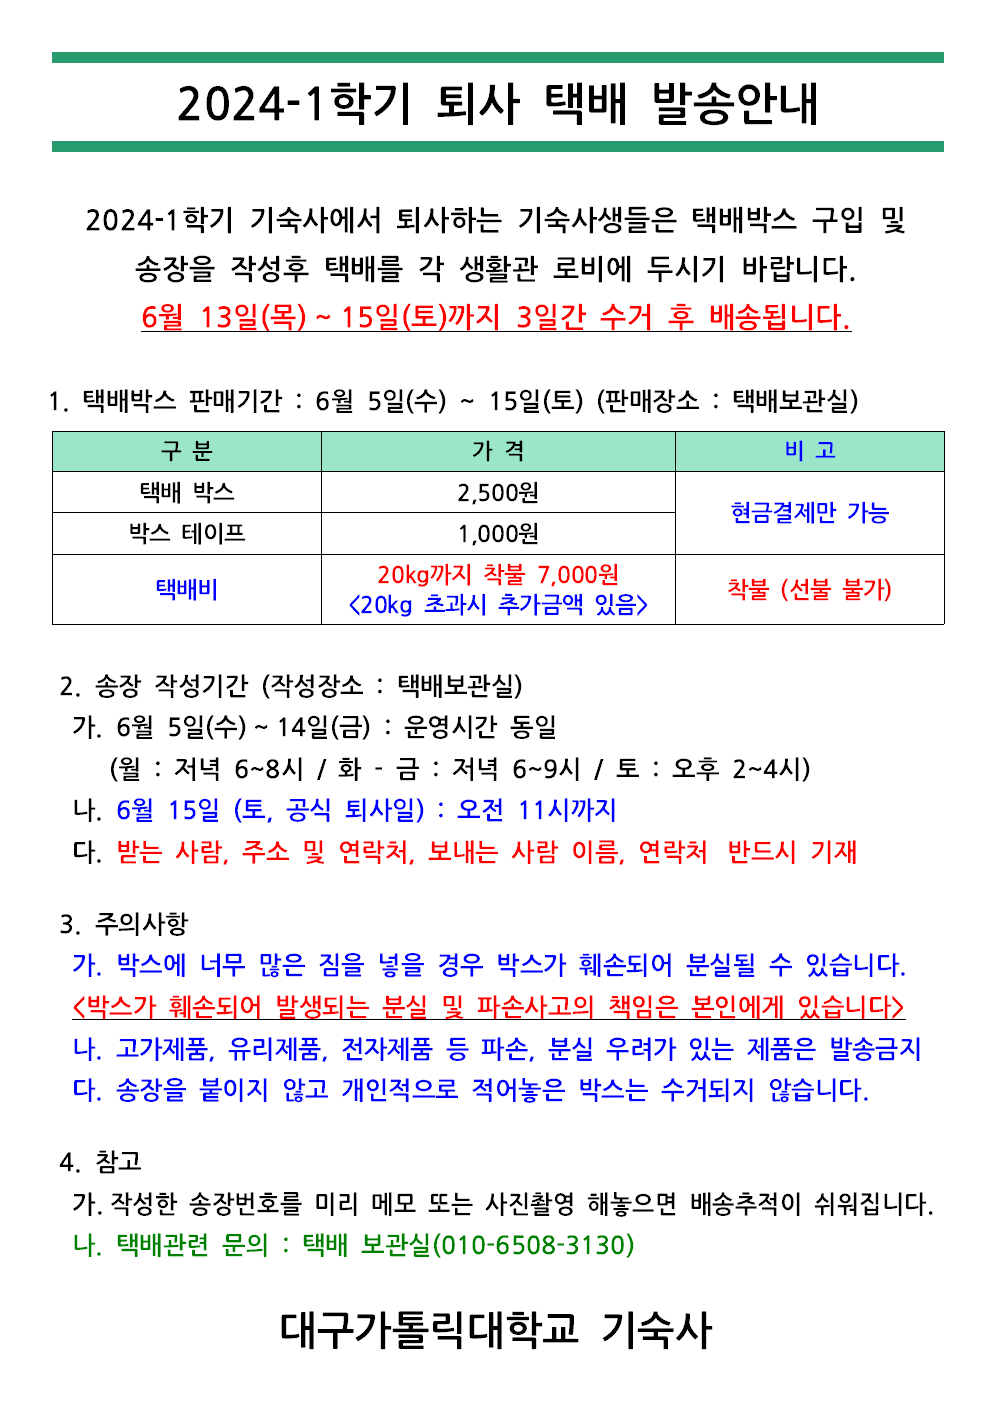 2024-1학기 퇴사 택배 발송안내
2024-1학기 기숙사에서 퇴사하는 기숙사생들은 택배박스 구입 및
송장을 작성후 택배를 각 생활관 로비에 두시기 바랍니다.
6월 13일(목) ~ 15일(토)까지 3일간 수거 후 배송됩니다.
1. 택배박스 판매기간 : 6월 5일(수) ~ 15일(토) (판매장소 : 택배보관실)
구 분 가 격 비 고
택배 박스 2,500원 현금결제만 가능
박스 테이프 1,000원
택배비 20kg까지 착불 7,000원 착불 (선불 불가)
<20kg 초과시 추가금액 있음>
2. 송장 작성기간 (작성장소 : 택배보관실)
가. 6월 5일(수) ~ 14일(금) : 운영시간 동일
(월 : 저녁 6~8시 / 화 - 금 : 저녁 6~9시 / 토 : 오후 2~4시)
나. 6월 15일 (토, 공식 퇴사일) : 오전 11시까지
다. 받는 사람, 주소 및 연락처, 보내는 사람 이름, 연락처 반드시 기재
3. 주의사항
가. 박스에 너무 많은 짐을 넣을 경우 박스가 훼손되어 분실될 수 있습니다.
<박스가 훼손되어 발생되는 분실 및 파손사고의 책임은 본인에게 있습니다>
나. 고가제품, 유리제품, 전자제품 등 파손, 분실 우려가 있는 제품은 발송금지
다. 송장을 붙이지 않고 개인적으로 적어놓은 박스는 수거되지 않습니다.
4. 참고
가. 작성한 송장번호를 미리 메모 또는 사진촬영 해놓으면 배송추적이 쉬워집니다.
나. 택배관련 문의 : 택배 보관실(010-6508-3130)
대구가톨릭대학교 기숙사